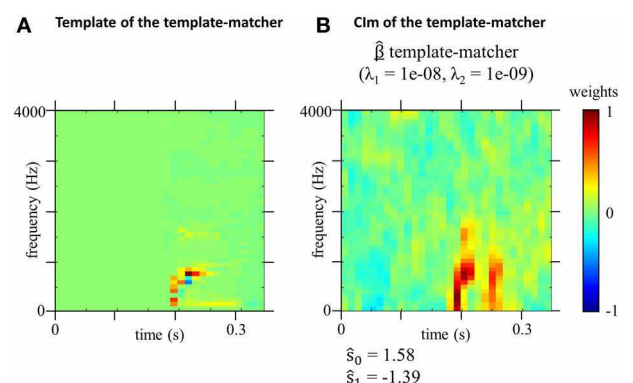 A Template of the template-matcher
B CIm of the template-matcher
β̂ template-matcher
(λ1 = 1e-08, λ2 = 1e-09)
weights
4000
frequency (Hz)
0
0
time (s)
0.3
4000
frequency (Hz)
0
0
time (s)
0.3
1
0
-1
ŝ0 = 1.58
ŝ1 = -1.39